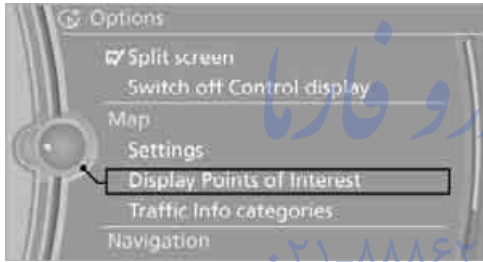 Options
Split screen
Switch off Control display
Map
Settings
Display Points of Interest
Traffic Info categories
Navigation